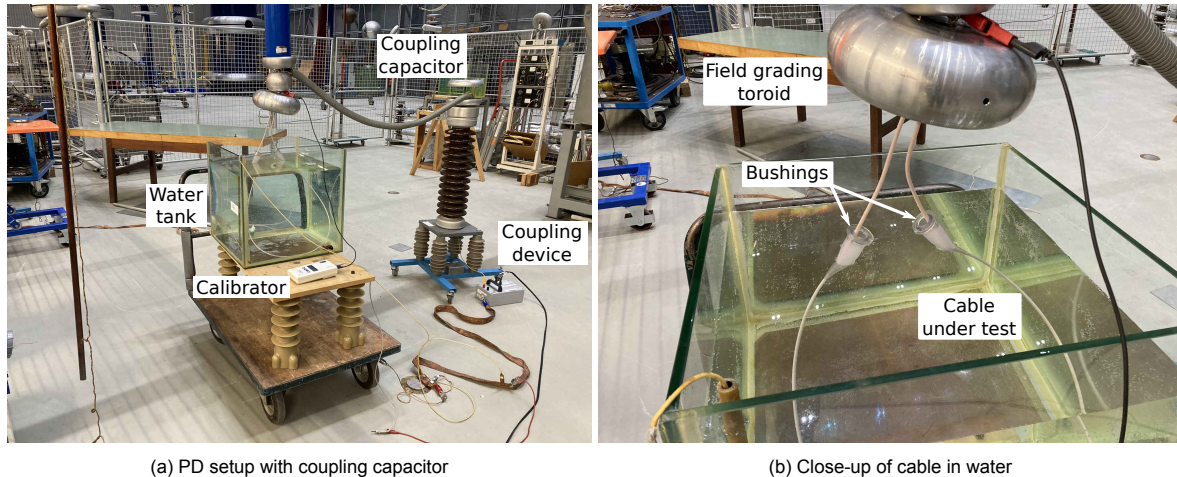 Coupling
capacitor
Water
tank
Calibrator
Coupling
device
Field grading
toroid
Bushings
Cable
under test
(a) PD setup with coupling capacitor
(b) Close-up of cable in water